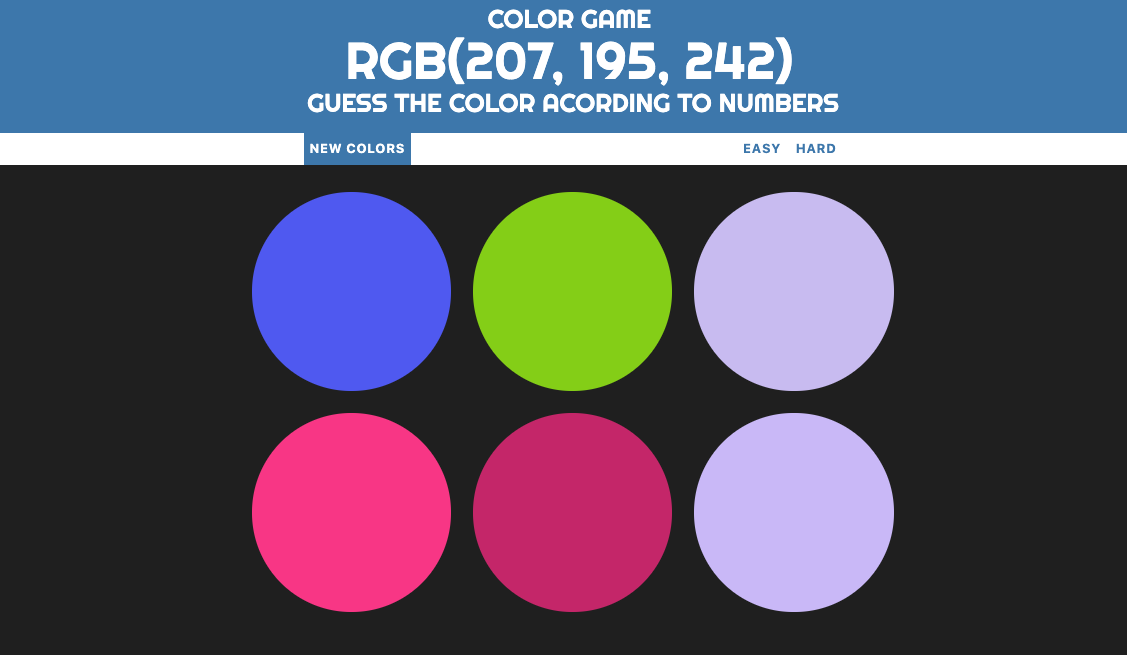 COLOR GAME
RGB(207, 195, 242)
GUESS THE COLOR ACORDING TO NUMBERS
NEW COLORS EASY HARD